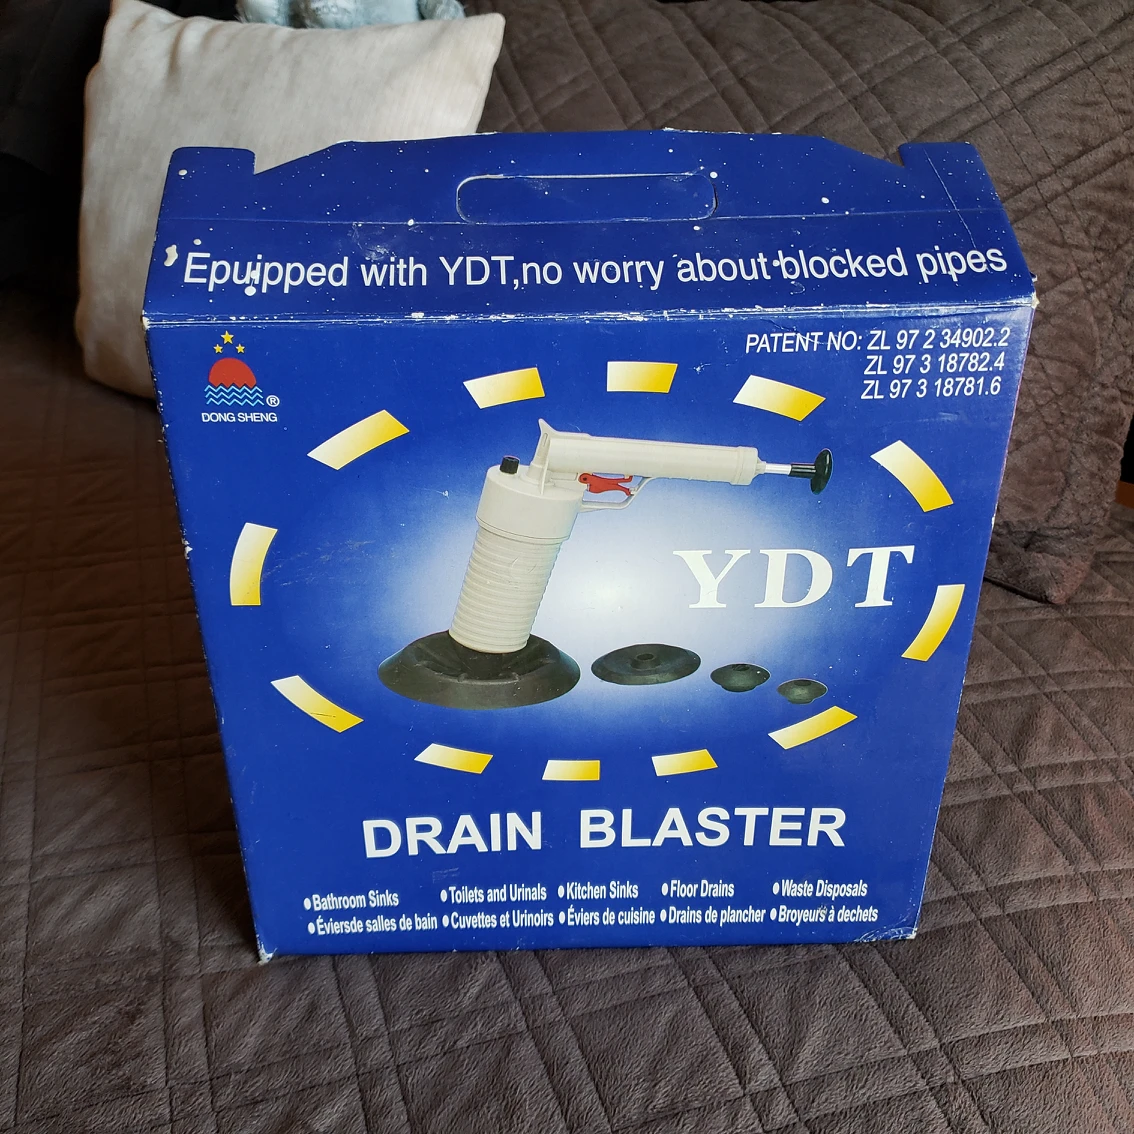 Epuipped with YDT,no worry about blocked pipes
PATENT NO: ZL 97 2 34902.2
ZL 97 3 18782.4
ZL 97 3 18781.6
®
DONG SHENG
YDT
DRAIN BLASTER
•Bathroom Sinks •Toilets and Urinals •Kitchen Sinks •Floor Drains •Waste Disposals
•Éviersde salles de bain •Cuvettes et Urinoirs •Éviers de cuisine •Drains de plancher •Broyeurs à dechets